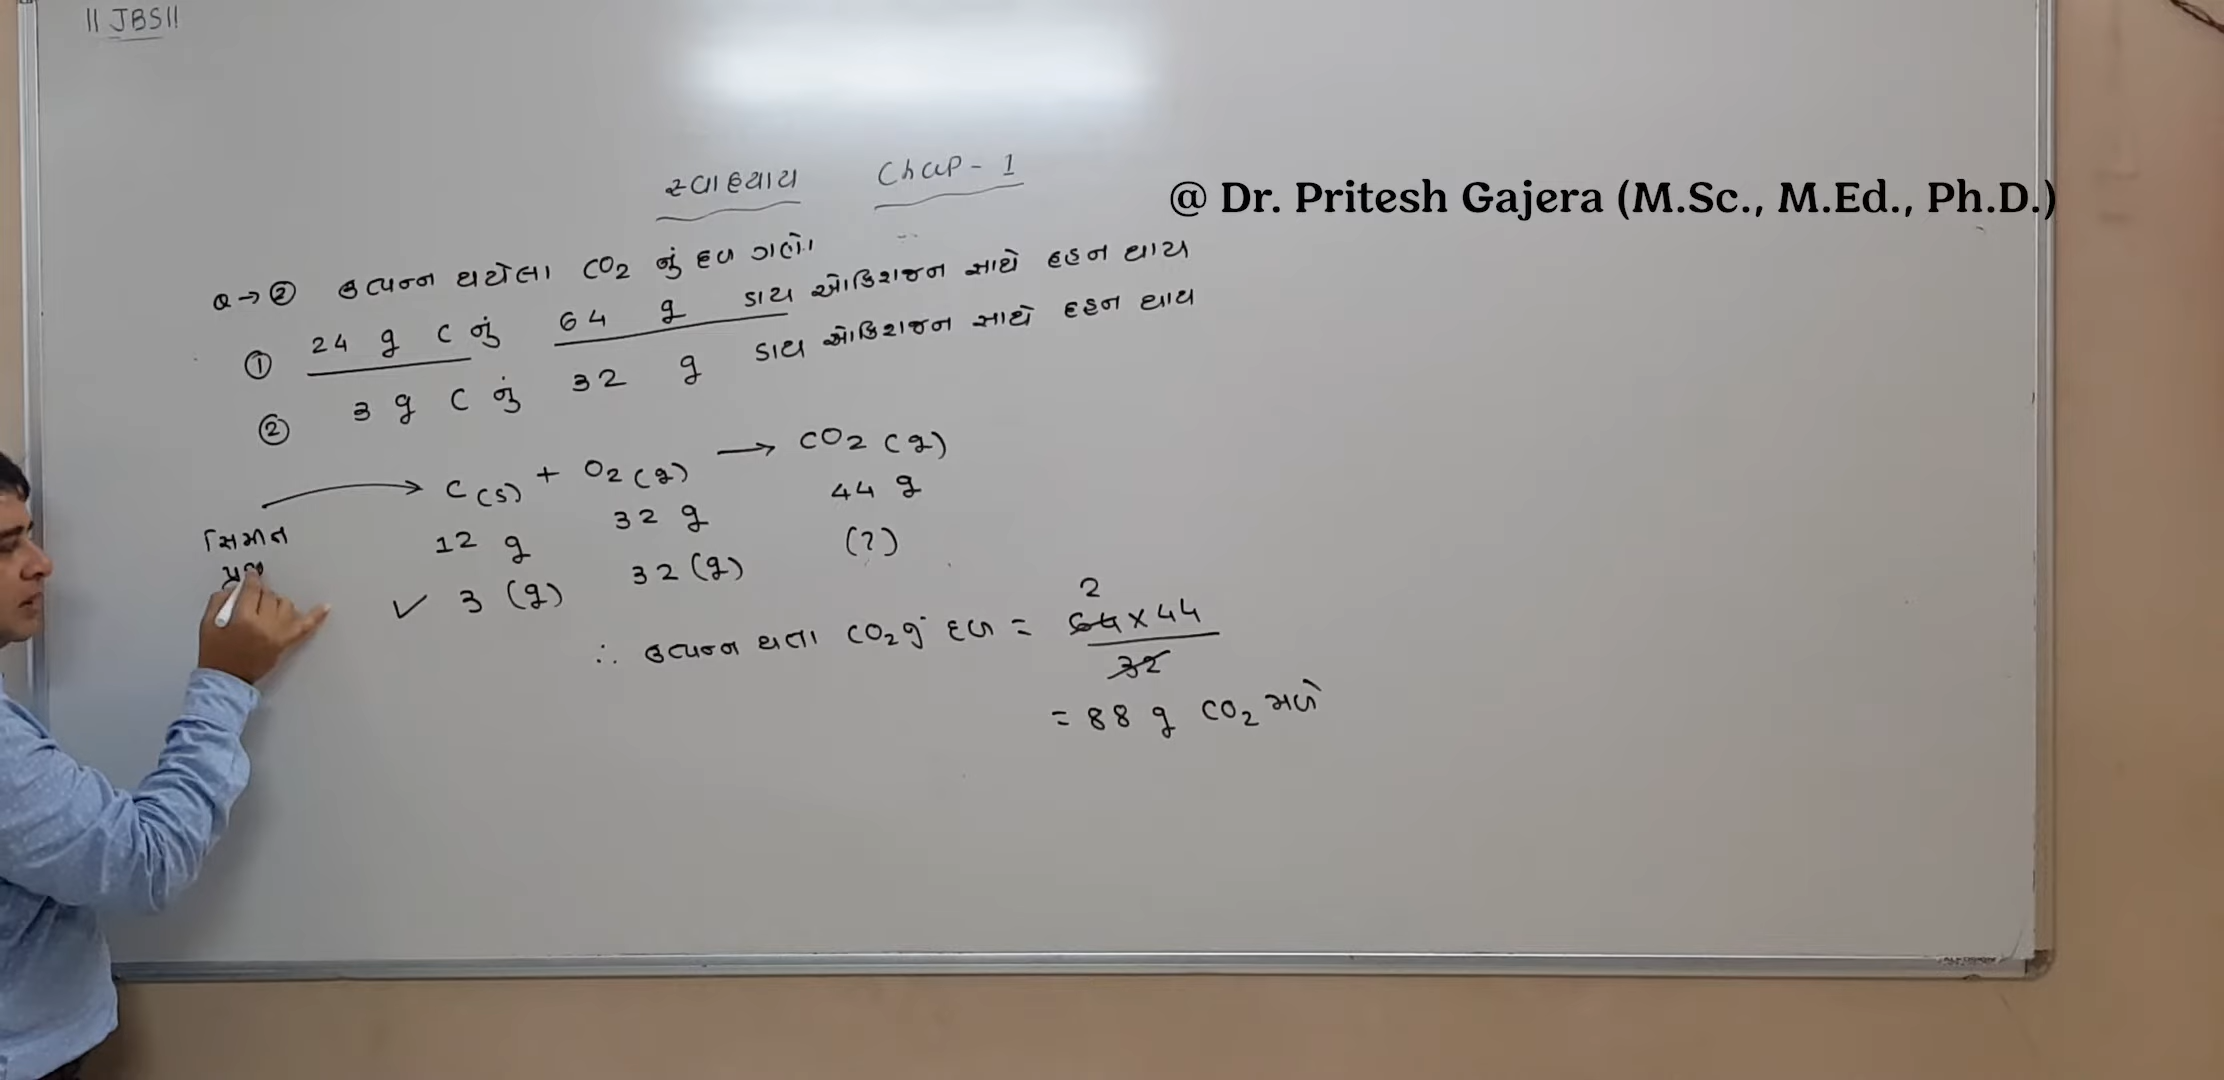 || JBS ||
સ્વાધ્યાય Chap - 1
@ Dr. Pritesh Gajera (M.Sc., M.Ed., Ph.D.)
Q → ② ઉત્પન્ન થયેલા CO2 નું દળ ગણો.
① 24 g C નું 64 g ડાય ઓક્સિજન સાથે દહન થાય
② 3 g C નું 32 g ડાય ઓક્સિજન સાથે દહન થાય
C (s) + O2 (g) → CO2 (g)
12 g 32 g 44 g
✓ 3 (g) 32 (g) (?)
સિમીત
∴ ઉત્પન્ન થતા CO2 નું દળ = 64 x 44
2
32
= 88 g CO2 મળે